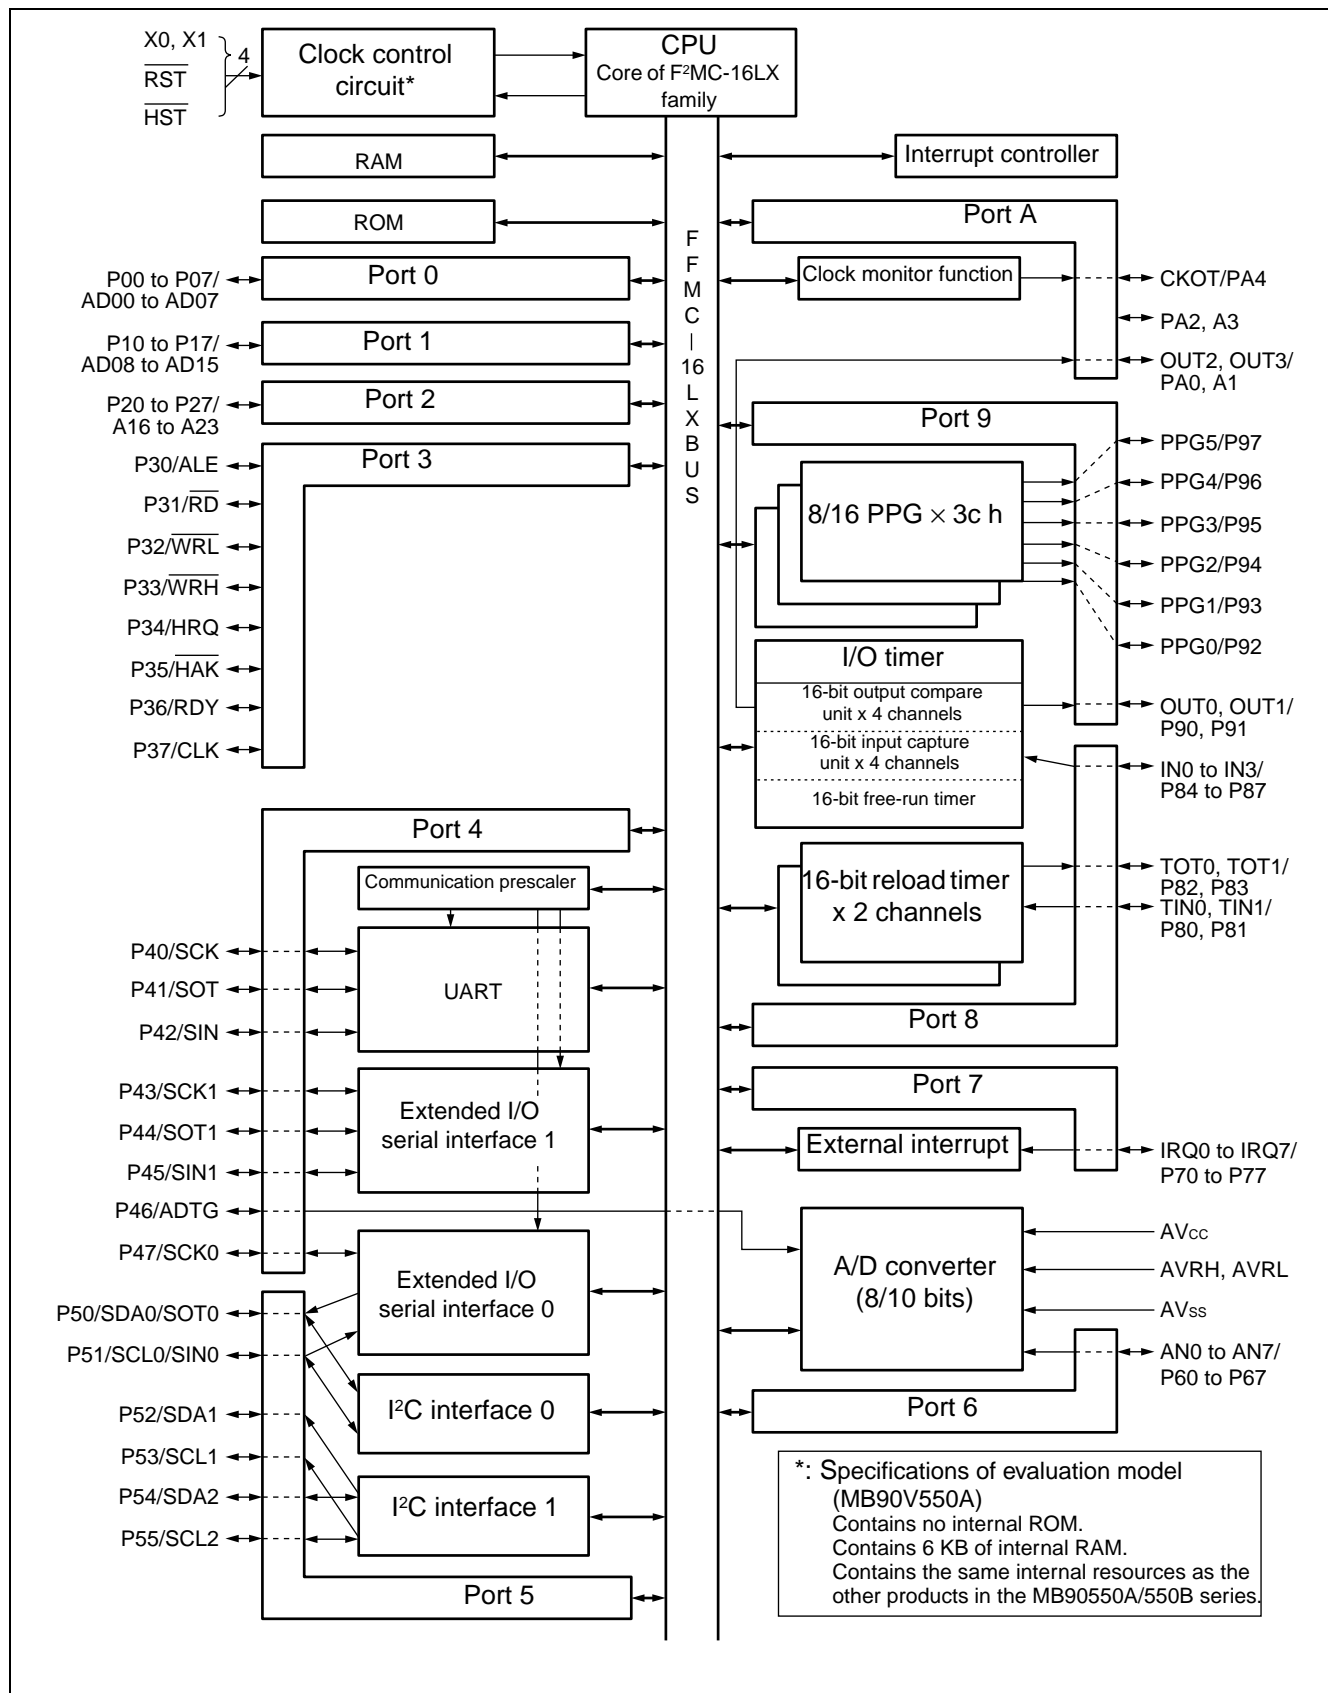 X0, X1
4
RST
HST
Clock control
circuit*
CPU
Core of F²MC-16LX
family
RAM
Interrupt controller
ROM
Port A
F
F
M
C
—
16
L
X
B
U
S
P00 to P07/
AD00 to AD07
Port 0
Clock monitor function
CKOT/PA4
PA2, A3
P10 to P17/
AD08 to AD15
Port 1
OUT2, OUT3/
PA0, A1
P20 to P27/
A16 to A23
Port 2
Port 9
P30/ALE
Port 3
P31/RD
P32/WRL
P33/WRH
P34/HRQ
P35/HAK
P36/RDY
P37/CLK
8/16 PPG × 3c h
PPG5/P97
PPG4/P96
PPG3/P95
PPG2/P94
PPG1/P93
PPG0/P92
I/O timer
16-bit output compare
unit x 4 channels
16-bit input capture
unit x 4 channels
16-bit free-run timer
OUT0, OUT1/
P90, P91
IN0 to IN3/
P84 to P87
Port 4
Communication prescaler
16-bit reload timer
x 2 channels
TOT0, TOT1/
P82, P83
TIN0, TIN1/
P80, P81
P40/SCK
P41/SOT
P42/SIN
UART
Port 8
P43/SCK1
P44/SOT1
P45/SIN1
Extended I/O
serial interface 1
Port 7
External interrupt
IRQ0 to IRQ7/
P70 to P77
P46/ADTG
P47/SCK0
Extended I/O
serial interface 0
A/D converter
(8/10 bits)
AVCC
AVRH, AVRL
AVSS
AN0 to AN7/
P60 to P67
P50/SDA0/SOT0
P51/SCL0/SIN0
I²C interface 0
Port 6
P52/SDA1
P53/SCL1
P54/SDA2
P55/SCL2
I²C interface 1
Port 5
*: Specifications of evaluation model
(MB90V550A)
Contains no internal ROM.
Contains 6 KB of internal RAM.
Contains the same internal resources as the
other products in the MB90550A/550B series.